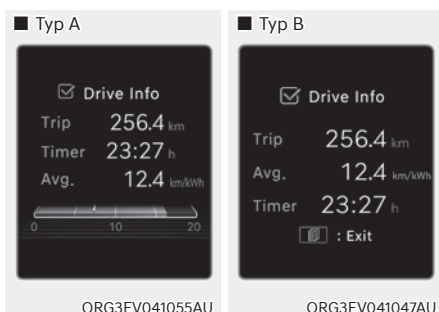 ■ Typ A
Drive Info
Trip 256.4 km
Timer 23:27 h
Avg. 12.4 km/kWh
0 10 20
ORG3EV041055AU
■ Typ B
Drive Info
Trip 256.4 km
Avg. 12.4 km/kWh
Timer 23:27 h
: Exit
ORG3EV041047AU